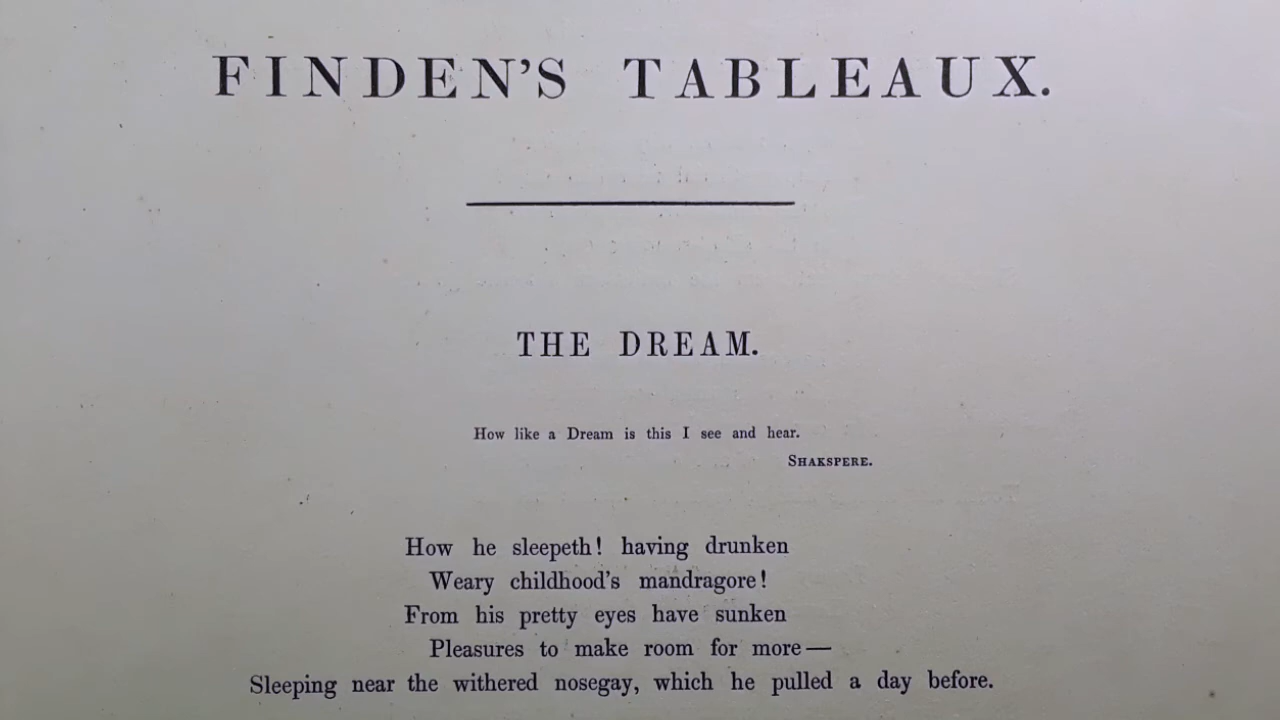 FINDEN'S TABLEAUX.
THE DREAM.
How like a Dream is this I see and hear.
SHAKSPERE.
How he sleepeth! having drunken
Weary childhood's mandragore!
From his pretty eyes have sunken
Pleasures to make room for more—
Sleeping near the withered nosegay, which he pulled a day before.